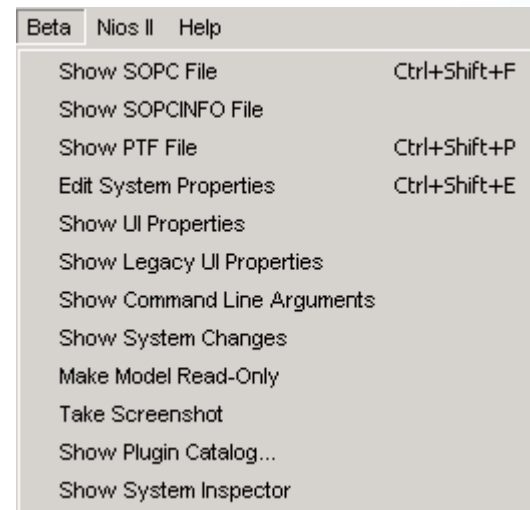 Beta Nios II Help
Show SOPC File Ctrl+Shift+F
Show SOPCINFO File
Show PTF File Ctrl+Shift+P
Edit System Properties Ctrl+Shift+E
Show UI Properties
Show Legacy UI Properties
Show Command Line Arguments
Show System Changes
Make Model Read-Only
Take Screenshot
Show Plugin Catalog...
Show System Inspector